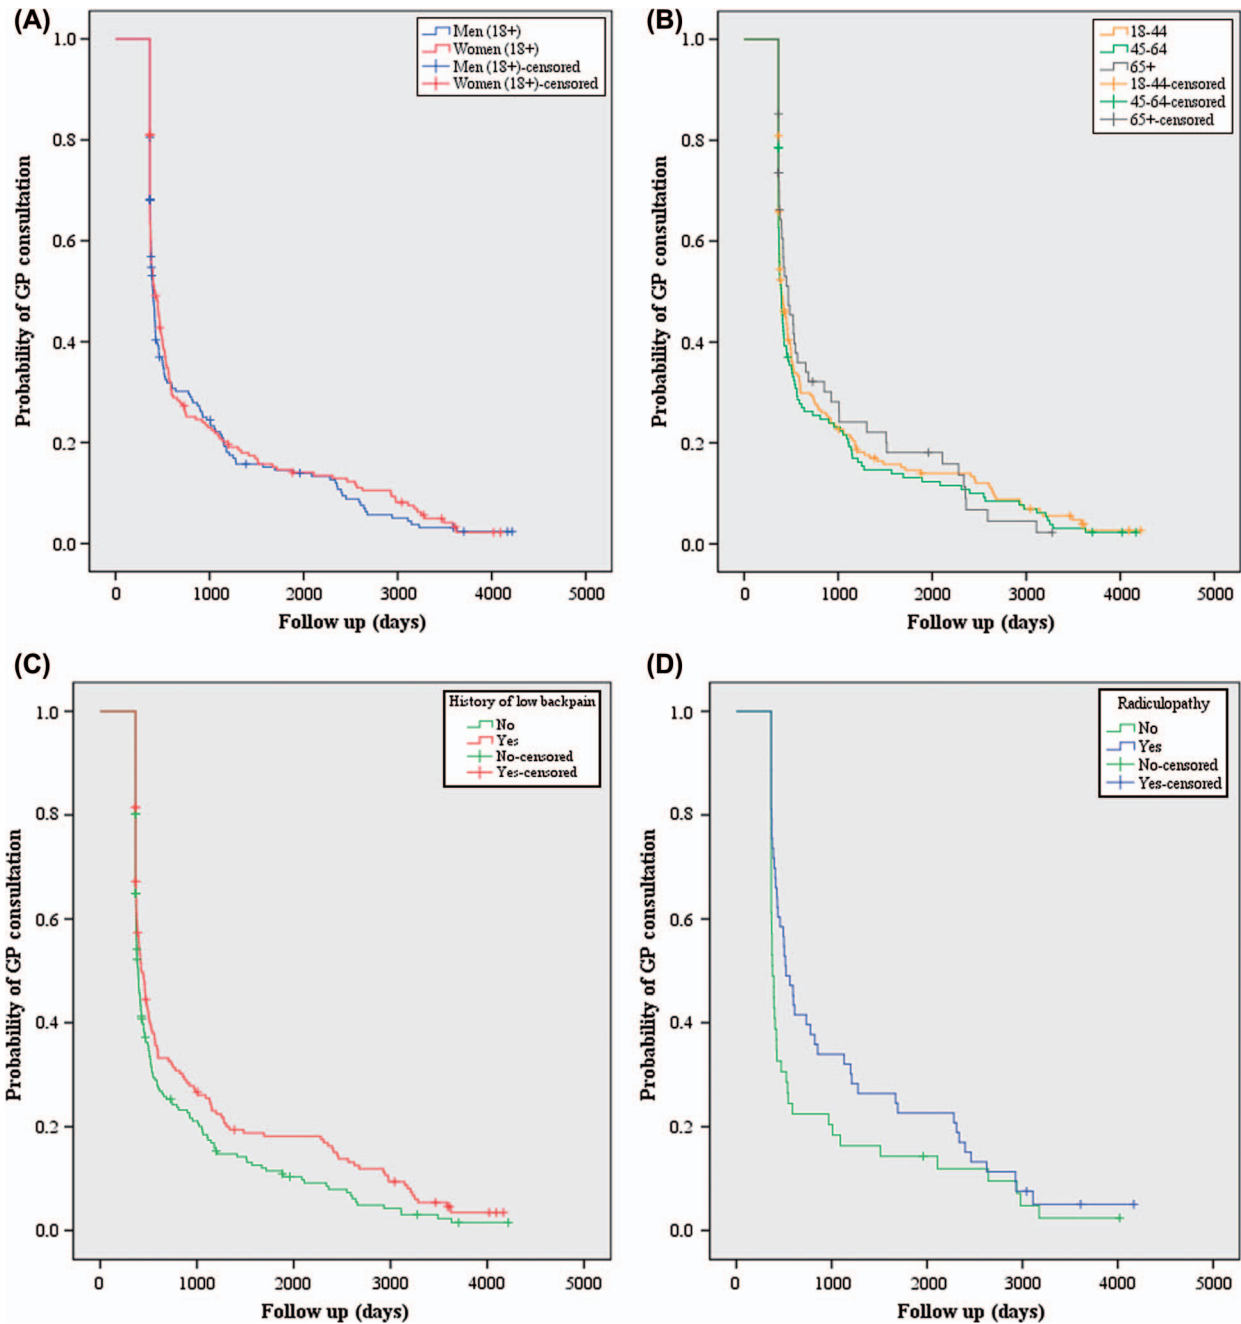 (A)
Men (18+)
Women (18+)
Men (18+)-censored
Women (18+)-censored
1.0
0.8
0.6
0.4
0.2
0.0
Probability of GP consultation
0 1000 2000 3000 4000 5000
Follow up (days)
(B)
18-44
45-64
65+
18-44-censored
45-64-censored
65+-censored
1.0
0.8
0.6
0.4
0.2
0.0
Probability of GP consultation
0 1000 2000 3000 4000 5000
Follow up (days)
(C)
History of low backpain
No
Yes
No-censored
Yes-censored
1.0
0.8
0.6
0.4
0.2
0.0
Probability of GP consultation
0 1000 2000 3000 4000 5000
Follow up (days)
(D)
Radiculopathy
No
Yes
No-censored
Yes-censored
1.0
0.8
0.6
0.4
0.2
0.0
Probability of GP consultation
0 1000 2000 3000 4000 5000
Follow up (days)